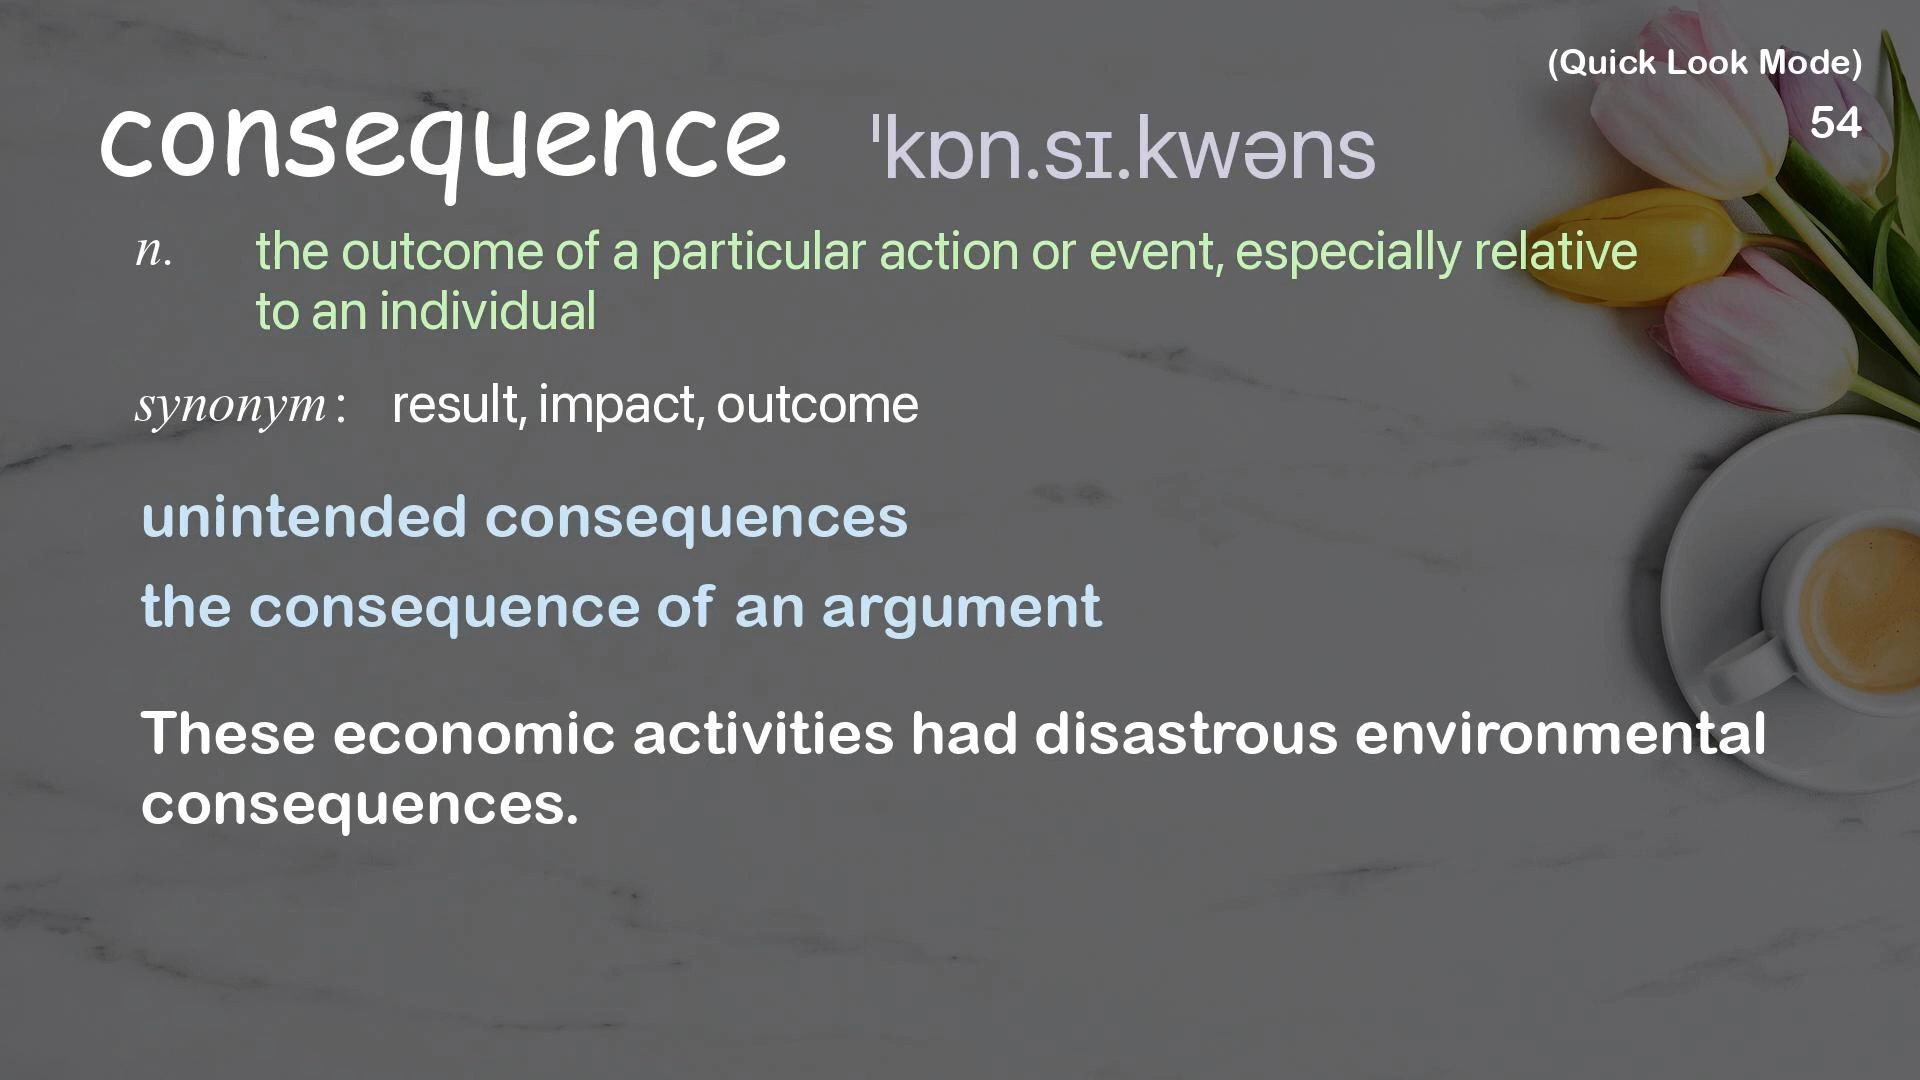 (Quick Look Mode)
consequence ˈkɒn.sɪ.kwəns
54
n. the outcome of a particular action or event, especially relative
to an individual
synonym: result, impact, outcome
unintended consequences
the consequence of an argument
These economic activities had disastrous environmental
consequences.